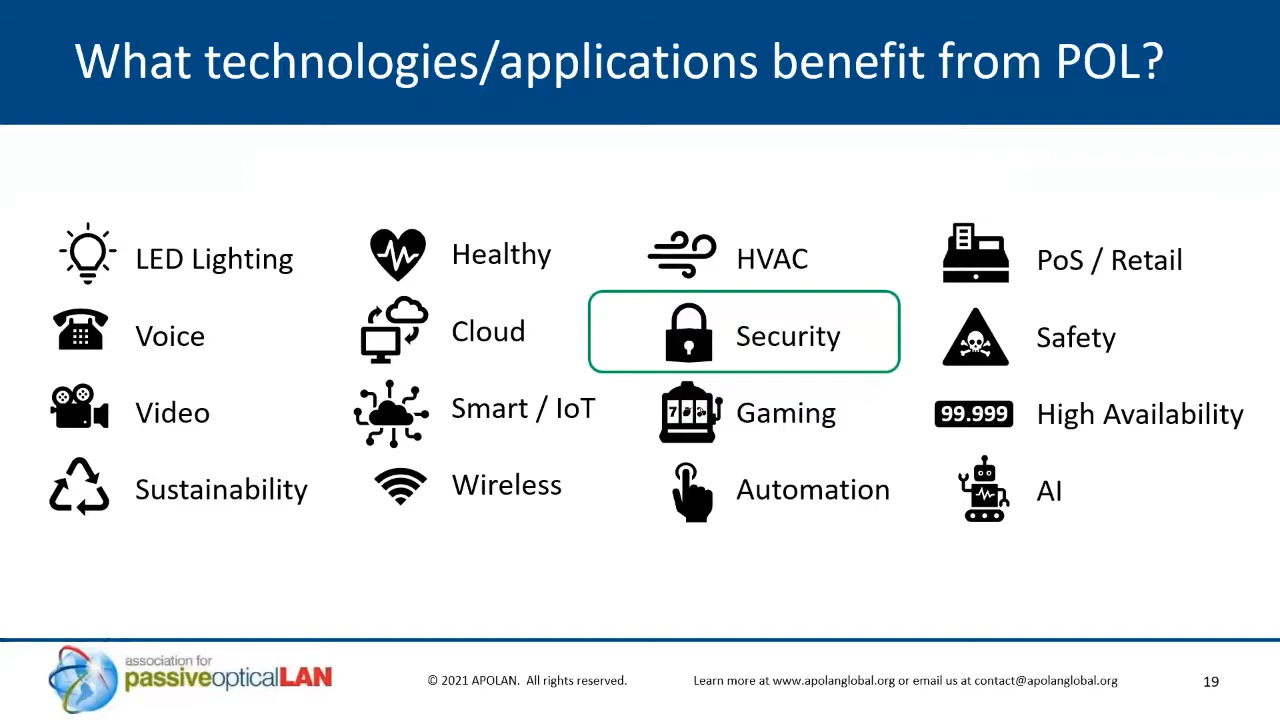 What technologies/applications benefit from POL?
LED Lighting
Healthy
HVAC
PoS / Retail
Voice
Cloud
Security
Safety
Video
Smart / IoT
7
Gaming
99.999
High Availability
Sustainability
Wireless
Automation
AI
association for
passiveopticalLAN
© 2021 APOLAN. All rights reserved.
Learn more at www.apolanglobal.org or email us at contact@apolanglobal.org
19